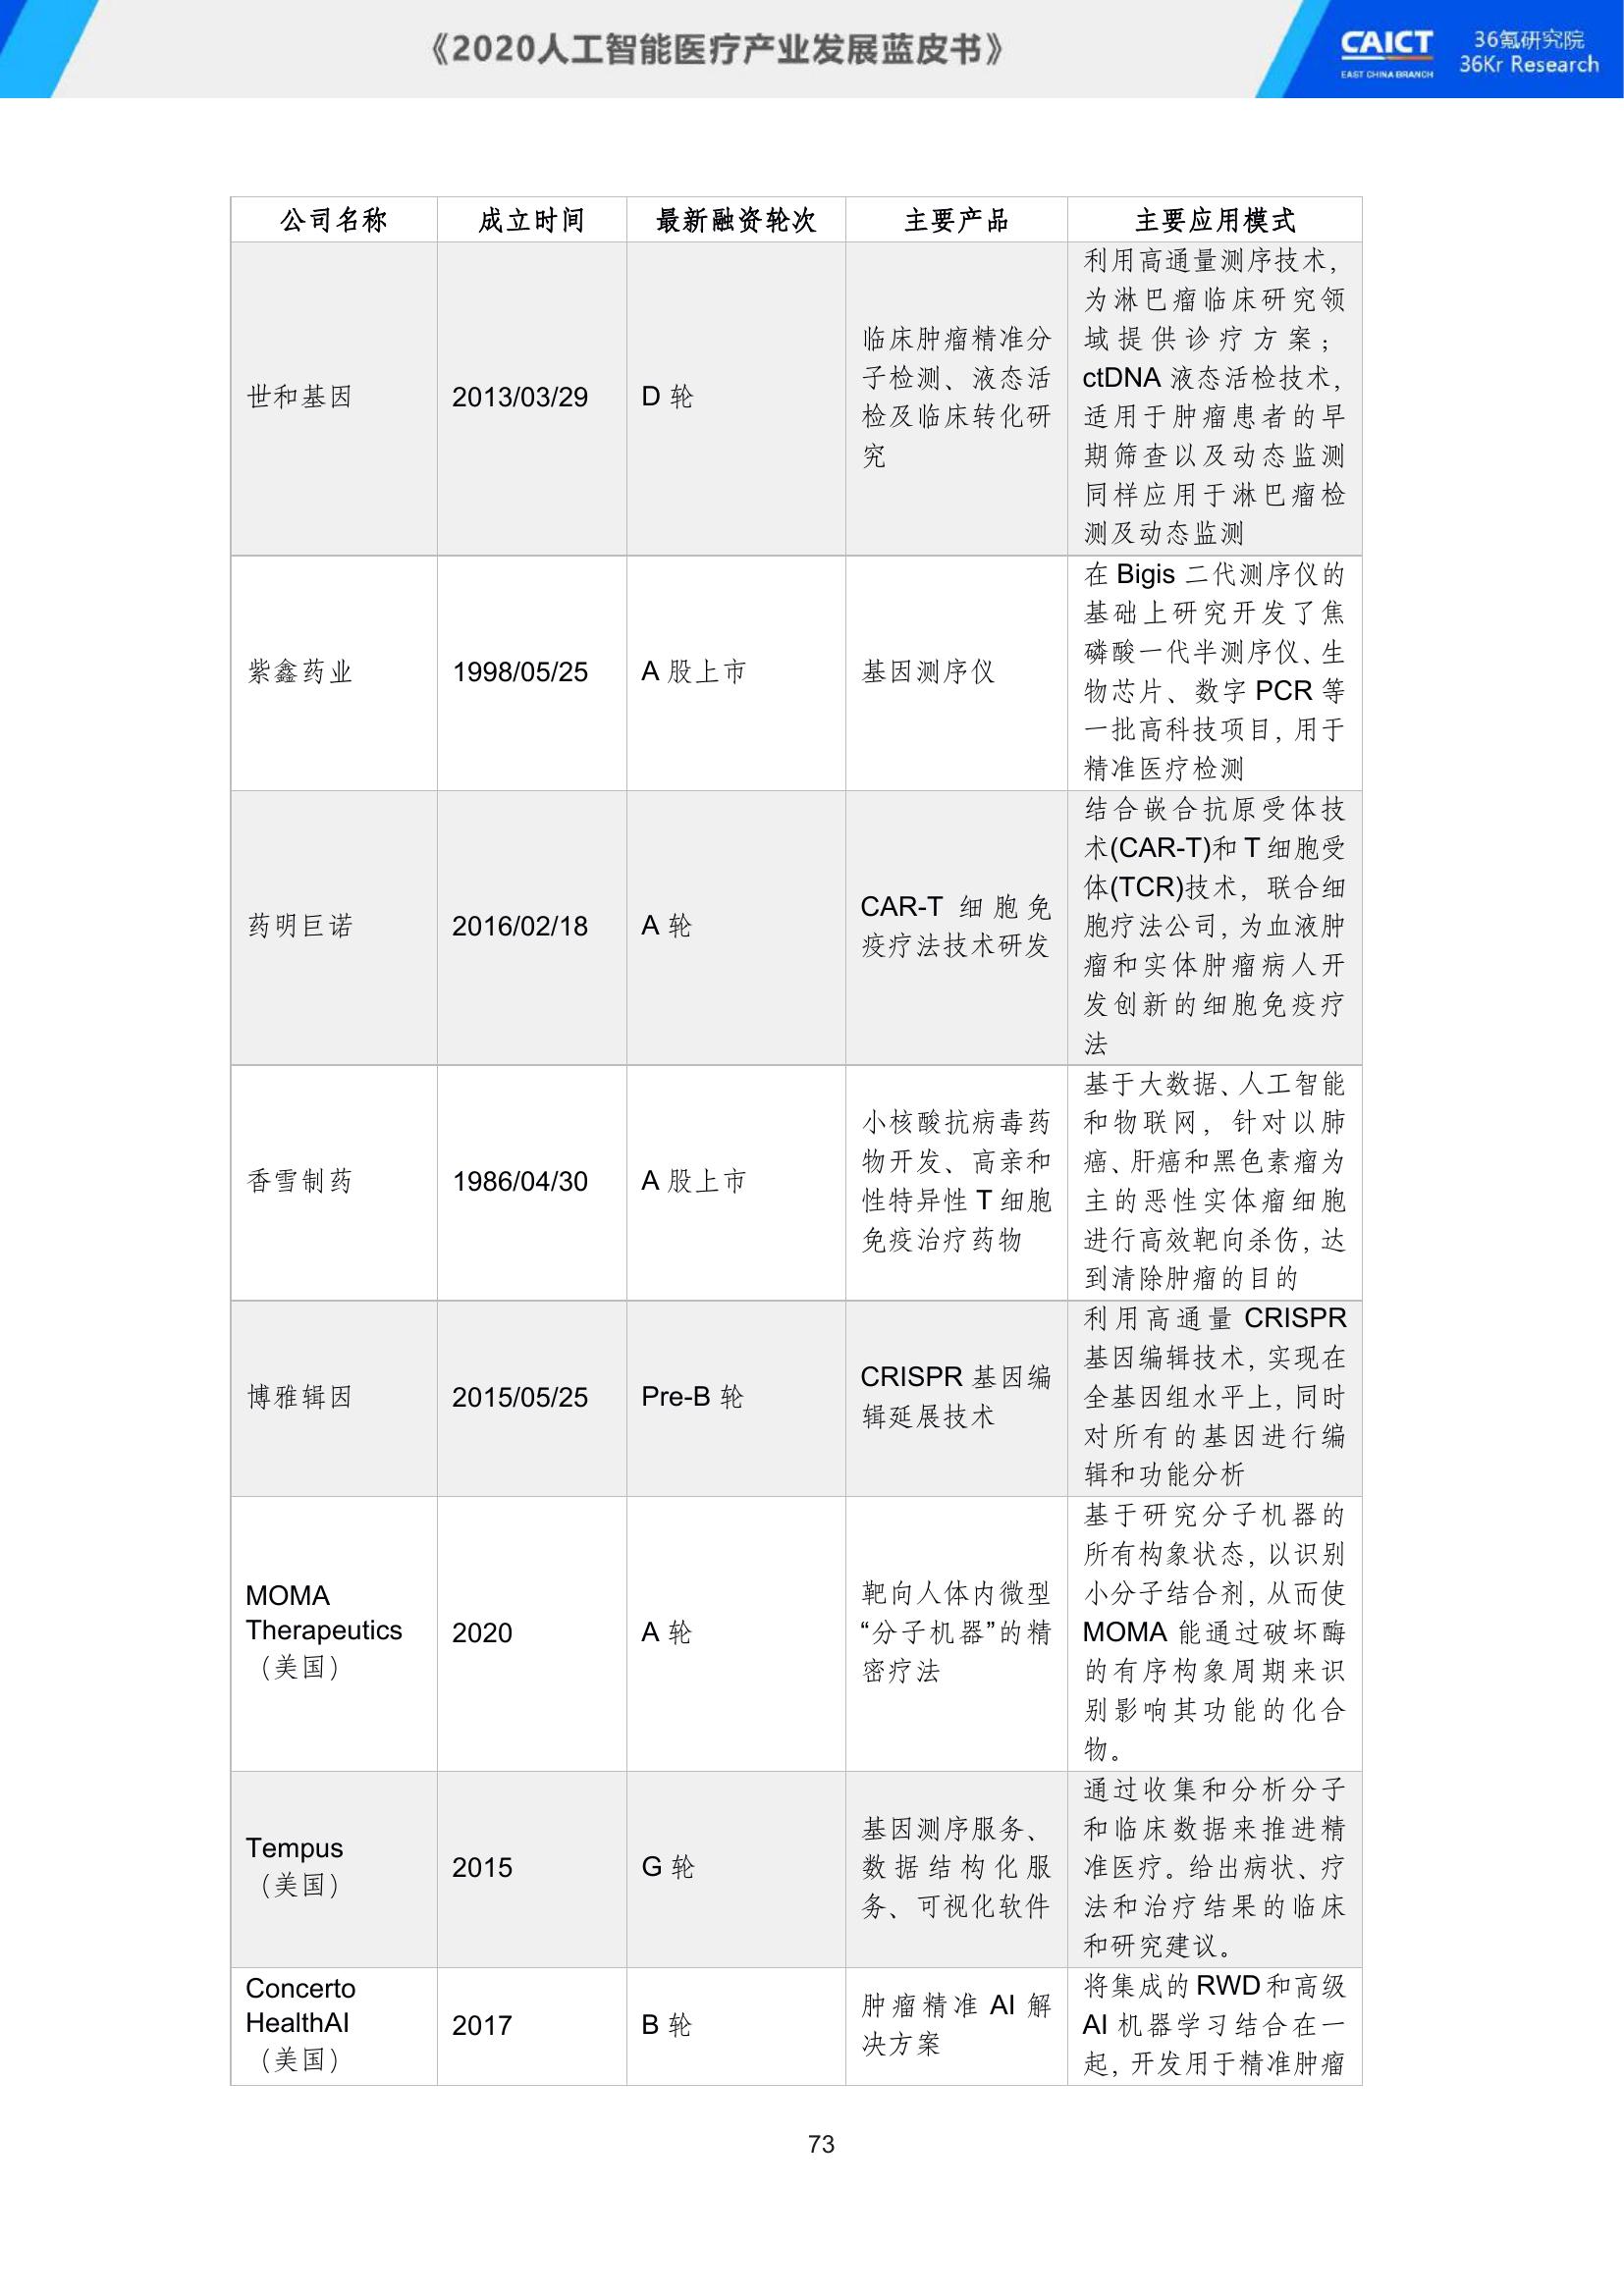 《2020人工智能医疗产业发展蓝皮书》
CAICT
EAST CHINA BRANCH
36氪研究院
36Kr Research
公司名称
成立时间
最新融资轮次
主要产品
主要应用模式
世和基因
2013/03/29
D 轮
临床肿瘤精准分
子检测、液态活
检及临床转化研
究
利用高通量测序技术，
为淋巴瘤临床研究领
域提供诊疗方案；
ctDNA 液态活检技术，
适用于肿瘤患者的早
期筛查以及动态监测
同样应用于淋巴瘤检
测及动态监测
紫鑫药业
1998/05/25
A 股上市
基因测序仪
在 Bigis 二代测序仪的
基础上研究开发了焦
磷酸一代半测序仪、生
物芯片、数字 PCR 等
一批高科技项目，用于
精准医疗检测
药明巨诺
2016/02/18
A 轮
CAR-T 细胞免
疫疗法技术研发
结合嵌合抗原受体技
术(CAR-T)和 T 细胞受
体(TCR)技术，联合细
胞疗法公司，为血液肿
瘤和实体肿瘤病人开
发创新的细胞免疫疗
法
香雪制药
1986/04/30
A 股上市
小核酸抗病毒药
物开发、高亲和
性特异性 T 细胞
免疫治疗药物
基于大数据、人工智能
和物联网，针对以肺
癌、肝癌和黑色素瘤为
主的恶性实体瘤细胞
进行高效靶向杀伤，达
到清除肿瘤的目的
博雅辑因
2015/05/25
Pre-B 轮
CRISPR 基因编
辑延展技术
利用高通量 CRISPR
基因编辑技术，实现在
全基因组水平上，同时
对所有的基因进行编
辑和功能分析
MOMA
Therapeutics
（美国）
2020
A 轮
靶向人体内微型
“分子机器”的精
密疗法
基于研究分子机器的
所有构象状态，以识别
小分子结合剂，从而使
MOMA 能通过破坏酶
的有序构象周期来识
别影响其功能的化合
物。
Tempus
（美国）
2015
G 轮
基因测序服务、
数据结构化服
务、可视化软件
通过收集和分析分子
和临床数据来推进精
准医疗。给出病状、疗
法和治疗结果的临床
和研究建议。
Concerto
HealthAI
（美国）
2017
B 轮
肿瘤精准 AI 解
决方案
将集成的 RWD 和高级
AI 机器学习结合在一
起，开发用于精准肿瘤
73